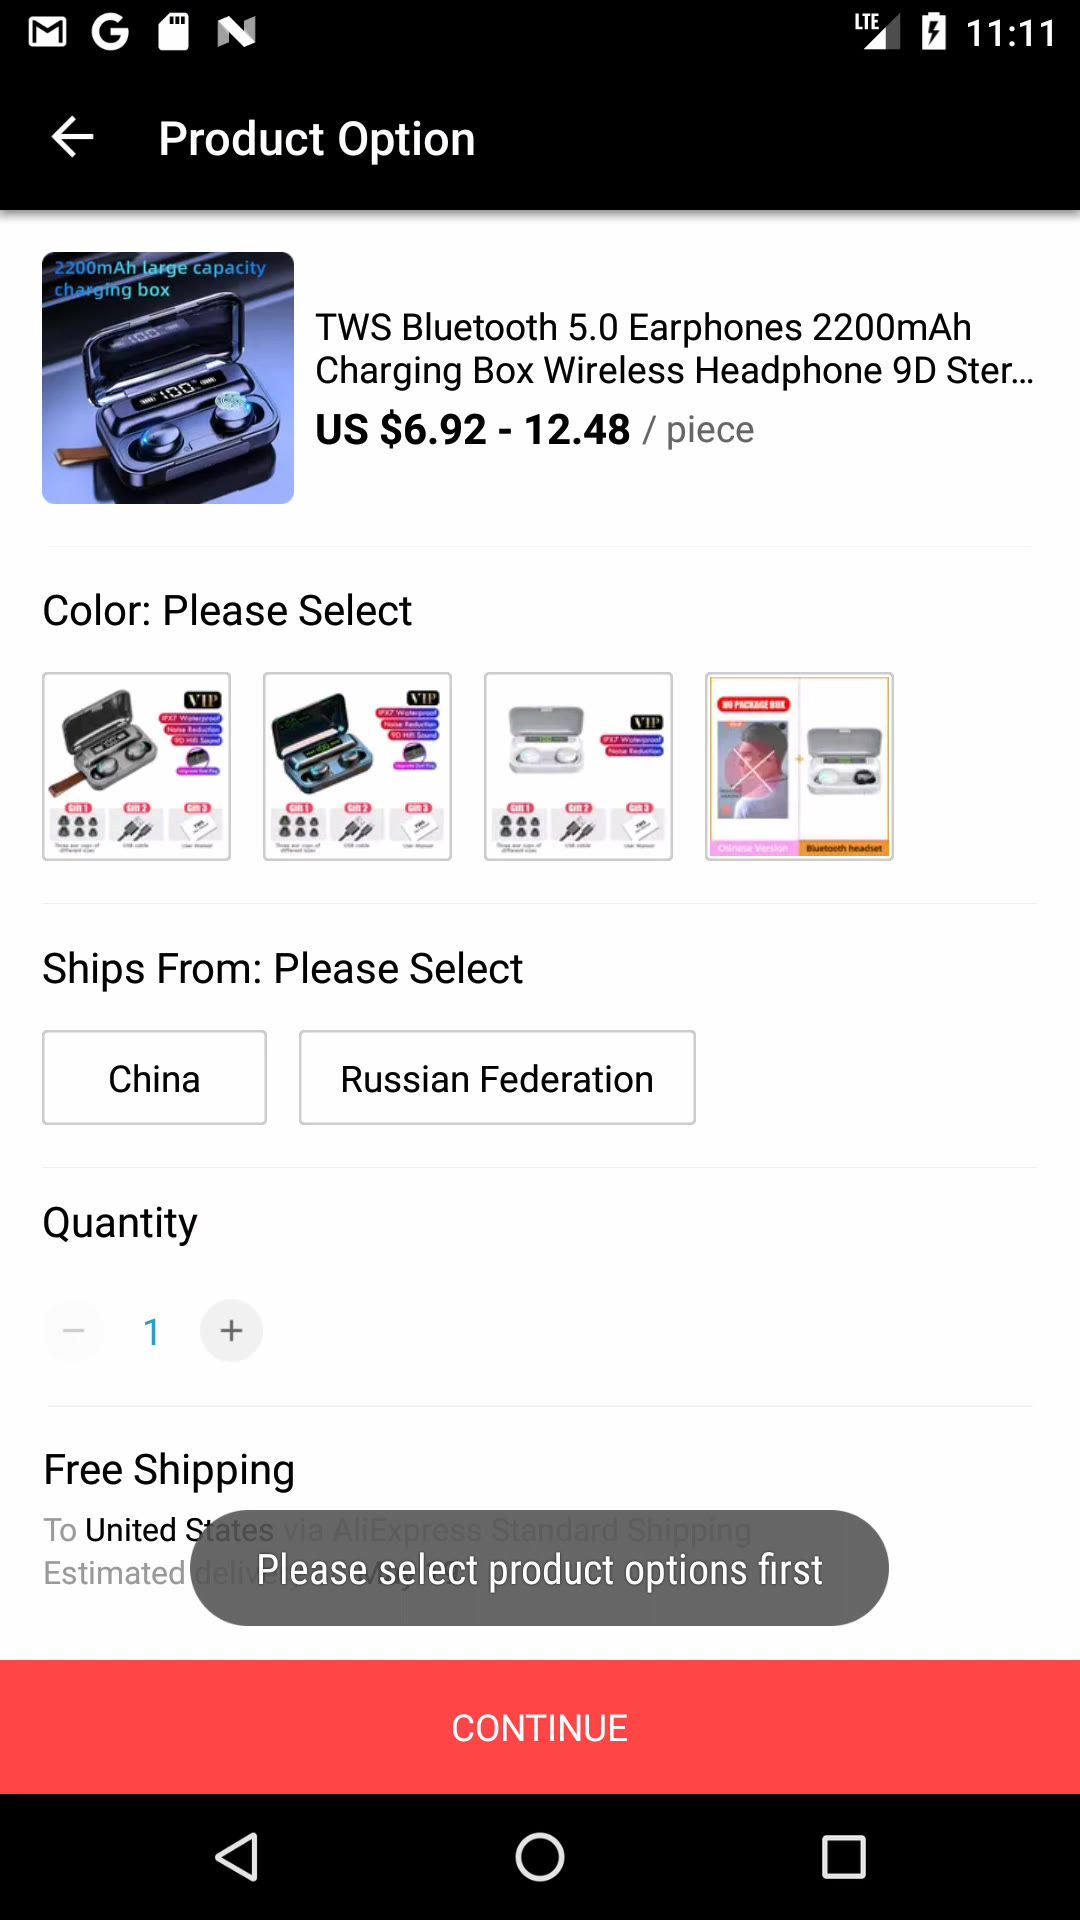 LTE 11:11
Product Option
2200mAh large capacity
charging box
TWS Bluetooth 5.0 Earphones 2200mAh
Charging Box Wireless Headphone 9D Ster...
US $6.92 - 12.48 / piece
Color: Please Select
VIP
IPX7 Waterproof
Noise Reduction
9D Hifi Sound
Gift 1 Gift 2 Gift 3
VIP
IPX7 Waterproof
Noise Reduction
9D Hifi Sound
Gift 1 Gift 2 Gift 3
VIP
IPX7 Waterproof
Noise Reduction
Gift 1 Gift 2 Gift 3
NO PACKAGE BOX
Chinese Version Bluetooth headset
Ships From: Please Select
China Russian Federation
Quantity
1
Free Shipping
To United States via AliExpress Standard Shipping
Estimated
Please select product options first
CONTINUE